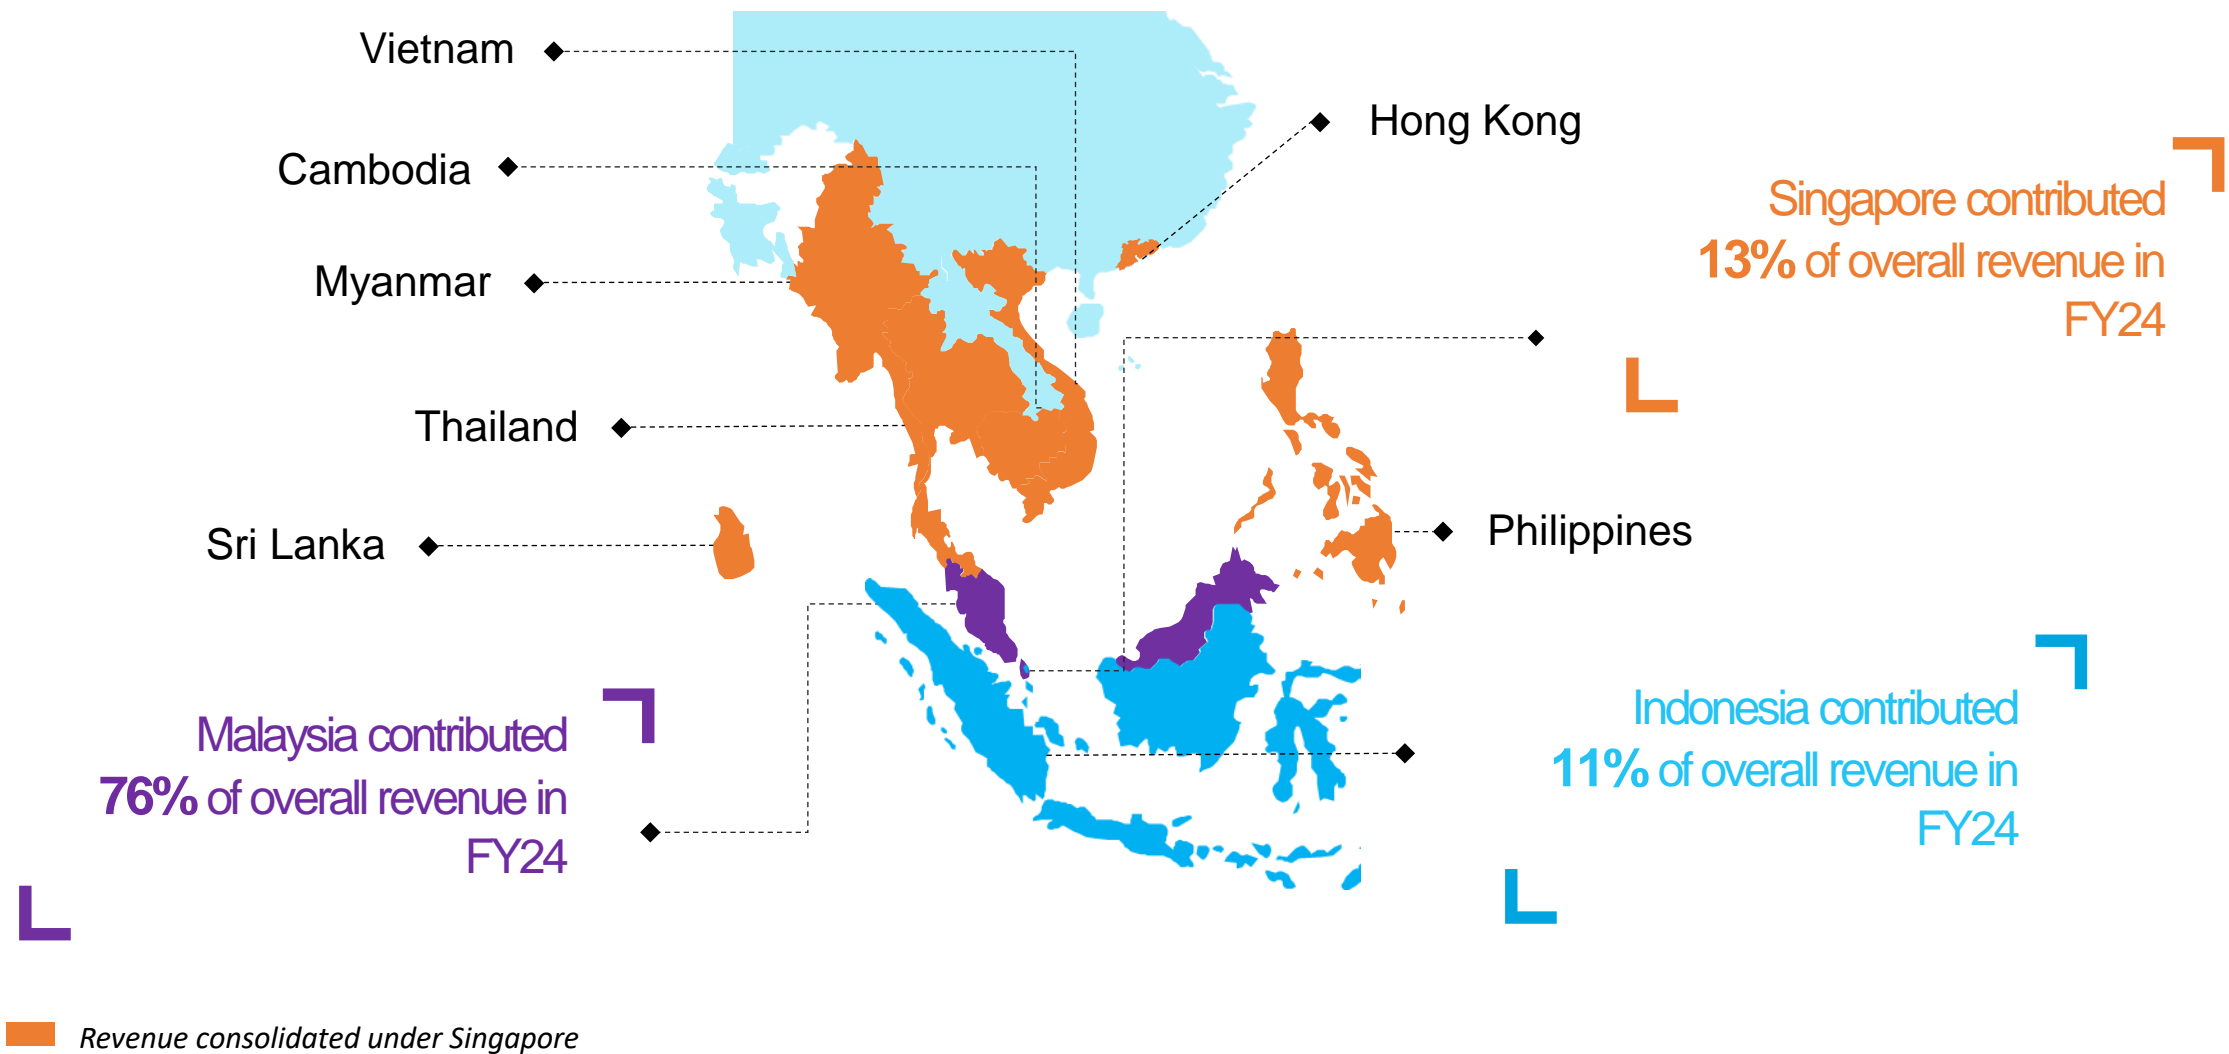 Vietnam
Hong Kong
Cambodia
Singapore contributed
13% of overall revenue in
FY24
Myanmar
Thailand
Sri Lanka
Philippines
Malaysia contributed
76% of overall revenue in
FY24
Indonesia contributed
11% of overall revenue in
FY24
Revenue consolidated under Singapore